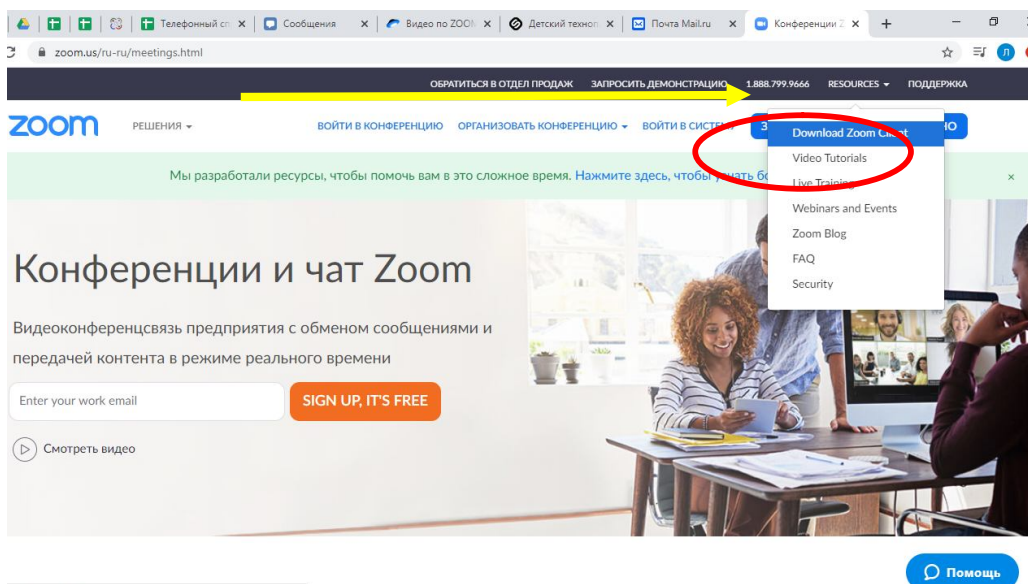 Телефонный сп
Сообщения
Видео по ZOOM
Детский техноп
Почта Mail.ru
Конференции Z
zoom.us/ru-ru/meetings.html
Л
ОБРАТИТЬСЯ В ОТДЕЛ ПРОДАЖ ЗАПРОСИТЬ ДЕМОНСТРАЦИЮ 1.888.799.9666 RESOURCES ПОДДЕРЖКА
zoom РЕШЕНИЯ ВОЙТИ В КОНФЕРЕНЦИЮ ОРГАНИЗОВАТЬ КОНФЕРЕНЦИЮ ВОЙТИ В СИСТЕМ
Мы разработали ресурсы, чтобы помочь вам в это сложное время. Нажмите здесь, чтобы узнать бо
Download Zoom Client
Video Tutorials
Live Training
Webinars and Events
Zoom Blog
FAQ
Security
Конференции и чат Zoom
Видеоконференцсвязь предприятия с обменом сообщениями и
передачей контента в режиме реального времени
Enter your work email
SIGN UP, IT'S FREE
Смотреть видео
Помощь